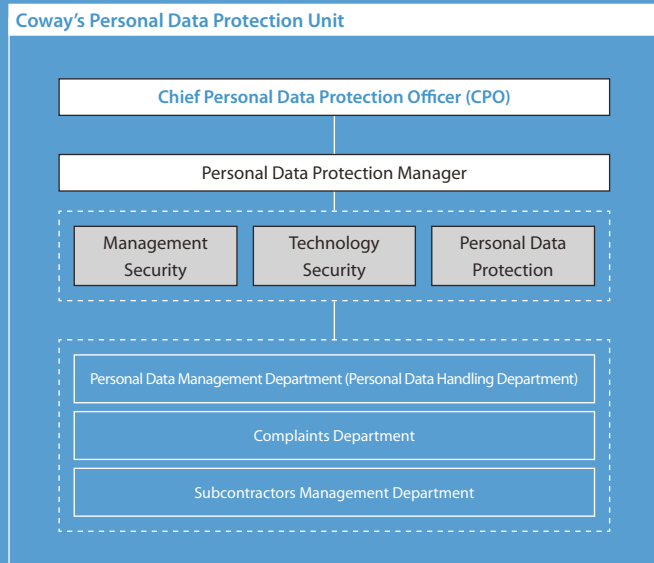 Coway’s Personal Data Protection Unit
Chief Personal Data Protection Officer (CPO)
Personal Data Protection Manager
Management
Security
Technology
Security
Personal Data
Protection
Personal Data Management Department (Personal Data Handling Department)
Complaints Department
Subcontractors Management Department